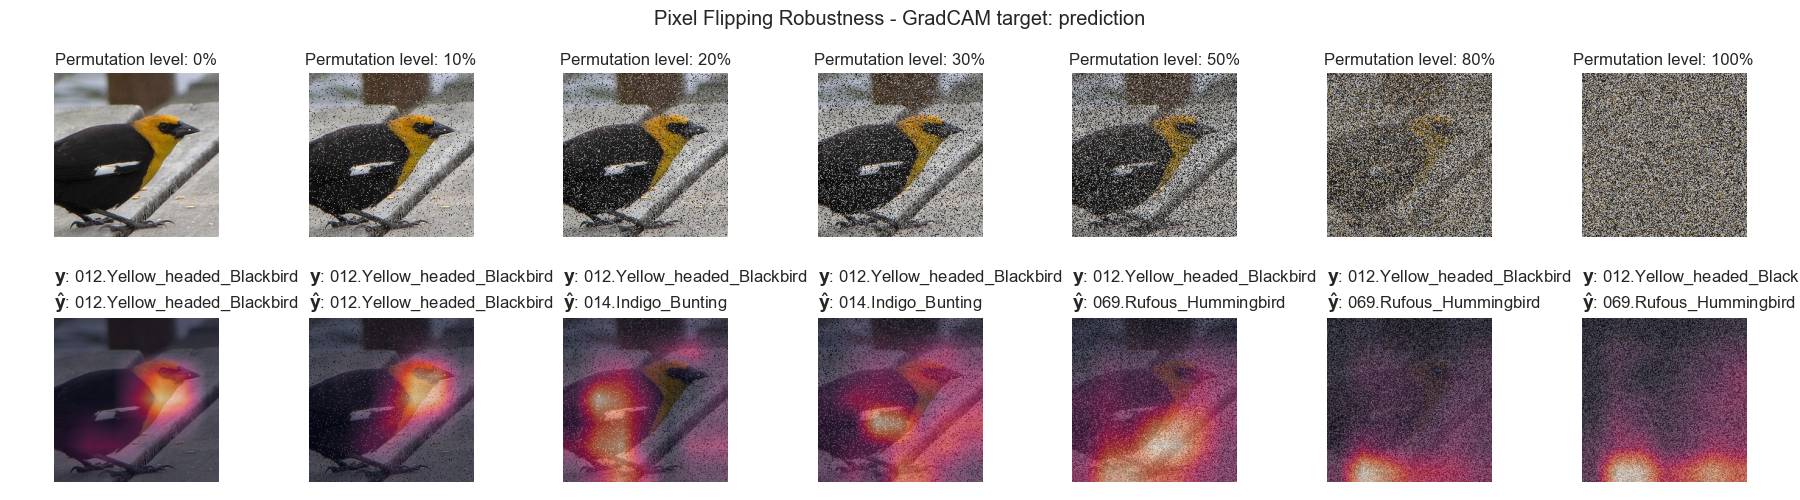 Pixel Flipping Robustness - GradCAM target: prediction
Permutation level: 0%
Permutation level: 10%
Permutation level: 20%
Permutation level: 30%
Permutation level: 50%
Permutation level: 80%
Permutation level: 100%
y: 012.Yellow_headed_Blackbird
ŷ: 012.Yellow_headed_Blackbird
y: 012.Yellow_headed_Blackbird
ŷ: 012.Yellow_headed_Blackbird
y: 012.Yellow_headed_Blackbird
ŷ: 014.Indigo_Bunting
y: 012.Yellow_headed_Blackbird
ŷ: 014.Indigo_Bunting
y: 012.Yellow_headed_Blackbird
ŷ: 069.Rufous_Hummingbird
y: 012.Yellow_headed_Blackbird
ŷ: 069.Rufous_Hummingbird
y: 012.Yellow_headed_Black
ŷ: 069.Rufous_Hummingbird